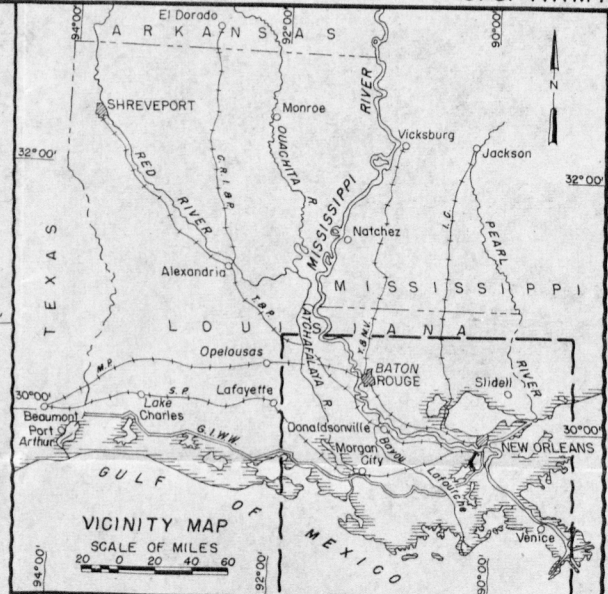 94°00'
El Dorado
92°00'
90°00'
ARKANSAS
SHREVEPORT
Monroe
RIVER
Vicksburg
Jackson
N
32°00'
32°00'
RED RIVER
C.R.I.&P.
OUACHITA R.
MISSISSIPPI
I.C.
PEARL RIVER
Natchez
TEXAS
Alexandria
T.&P.
ATCHAFALAYA R.
MISSISSIPPI
LOUISIANA
T.&N.V.
M.P.
Opelousas
BATON
ROUGE
Slidell
30°00'
S.P.
Lake
Charles
Lafayette
30°00'
Beaumont
Port
Arthur
G.I.W.W.
Donaldsonville
Bayou Lafourche
NEW ORLEANS
Morgan
City
GULF OF MEXICO
Venice
VICINITY MAP
SCALE OF MILES
20 0 20 40 60
94°00'
92°00'
90°00'